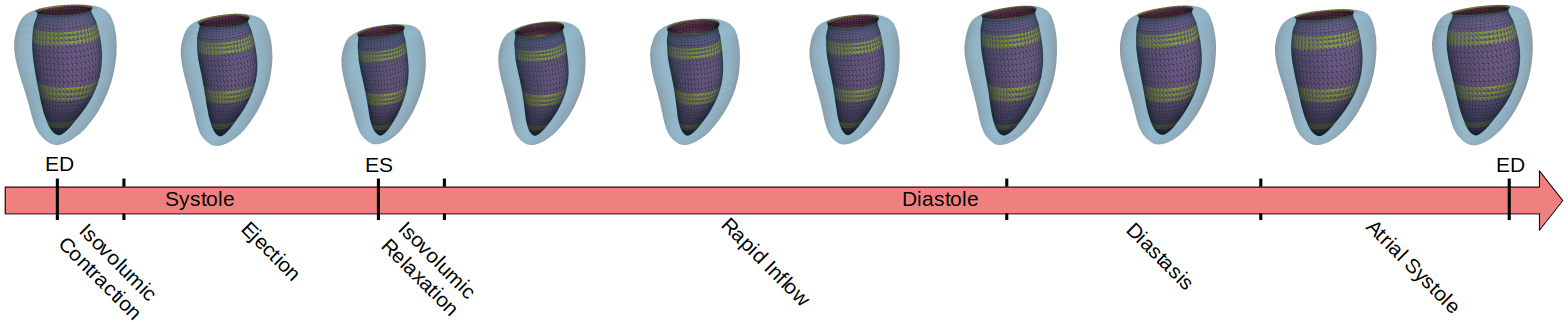 ED
ES
ED
Systole
Diastole
Isovolumic
Contraction
Ejection
Isovolumic
Relaxation
Rapid Inflow
Diastasis
Atrial Systole